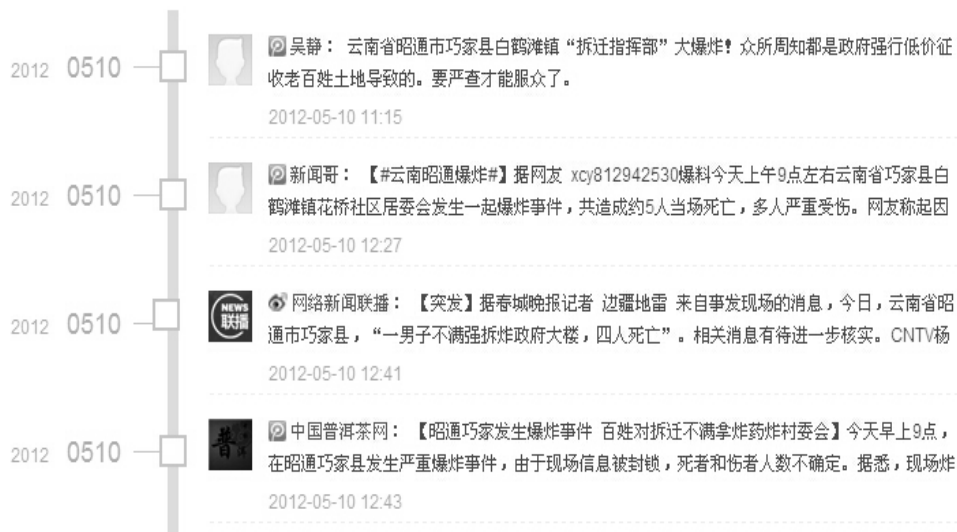 吴静： 云南省昭通市巧家县白鹤滩镇“拆迁指挥部”大爆炸！众所周知都是政府强行低价征
2012 0510
收老百姓土地导致的。要严查才能服众了。
2012-05-10 11:15
新闻哥：【#云南昭通爆炸#】据网友 xcy812942530爆料今天上午9点左右云南省巧家县白
2012 0510
鹤滩镇花桥社区居委会发生一起爆炸事件，共造成约5人当场死亡，多人严重受伤。网友称起因
2012-05-10 12:27
NEWS
联播
网络新闻联播：【突发】据春城晚报记者 边疆地雷 来自事发现场的消息，今日，云南省昭
2012 0510
通市巧家县，“一男子不满强拆炸政府大楼，四人死亡”。相关消息有待进一步核实。CNTV杨
2012-05-10 12:41
普洱
中国普洱茶网：【昭通巧家发生爆炸事件 百姓对拆迁不满拿炸药炸村委会】今天早上9点，
2012 0510
在昭通巧家县发生严重爆炸事件，由于现场信息被封锁，死者和伤者人数不确定。据悉，现场炸
2012-05-10 12:43